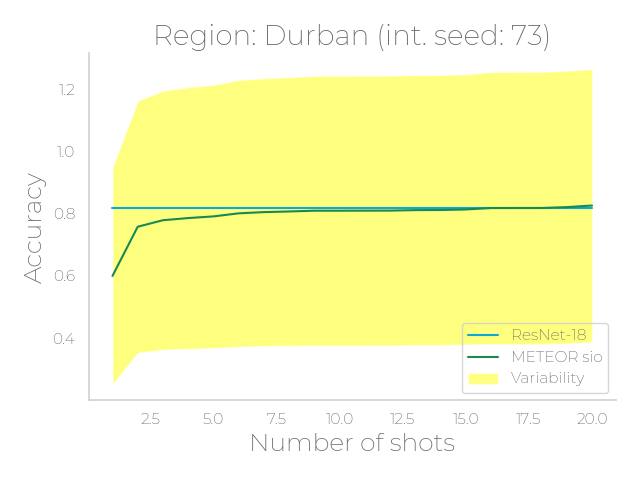 Region: Durban (int. seed: 73)
Accuracy
1.2
1.0
0.8
0.6
0.4
ResNet-18
METEOR sio
Variability
2.5 5.0 7.5 10.0 12.5 15.0 17.5 20.0
Number of shots